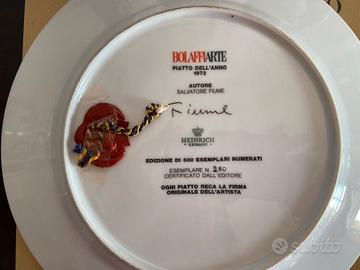 BOLAFFIARTE
PIATTO DELL'ANNO
1972
AUTORE
SALVATORE FIUME
Fiume
HEINRICH
GERMANY
EDIZIONE DI 500 ESEMPLARI NUMERATI
ESEMPLARE N. 290
CERTIFICATO DALL'EDITORE
OGNI PIATTO RECA LA FIRMA
ORIGINALE DELL'ARTISTA
subito